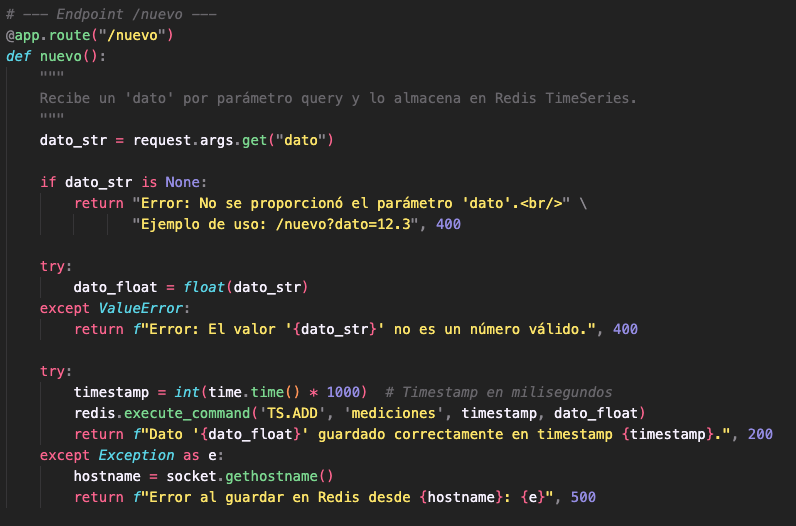 # --- Endpoint /nuevo ---
@app.route("/nuevo")
def nuevo():
    """
    Recibe un 'dato' por parámetro query y lo almacena en Redis TimeSeries.
    """
    dato_str = request.args.get("dato")

    if dato_str is None:
        return "Error: No se proporcionó el parámetro 'dato'.<br/>" \
               "Ejemplo de uso: /nuevo?dato=12.3", 400

    try:
        dato_float = float(dato_str)
    except ValueError:
        return f"Error: El valor '{dato_str}' no es un número válido.", 400

    try:
        timestamp = int(time.time() * 1000)  # Timestamp en milisegundos
        redis.execute_command('TS.ADD', 'mediciones', timestamp, dato_float)
        return f"Dato '{dato_float}' guardado correctamente en timestamp {timestamp}.", 200
    except Exception as e:
        hostname = socket.gethostname()
        return f"Error al guardar en Redis desde {hostname}: {e}", 500